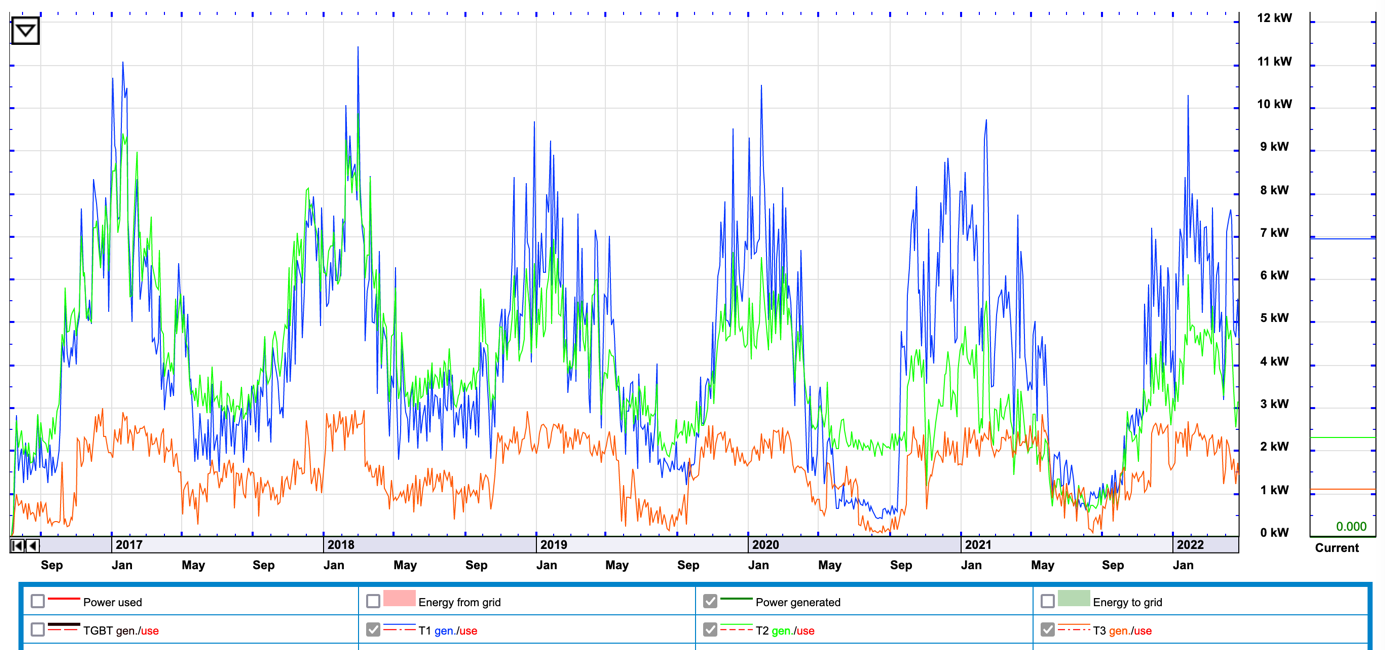 12 kW
11 kW
10 kW
9 kW
8 kW
7 kW
6 kW
5 kW
4 kW
3 kW
2 kW
1 kW
0 kW
0.000
Current
2017 2018 2019 2020 2021 2022
Sep Jan May Sep Jan May Sep Jan May Sep Jan May Sep Jan May Sep Jan
Power used Energy from grid Power generated Energy to grid
TGBT gen./use T1 gen./use T2 gen./use T3 gen./use